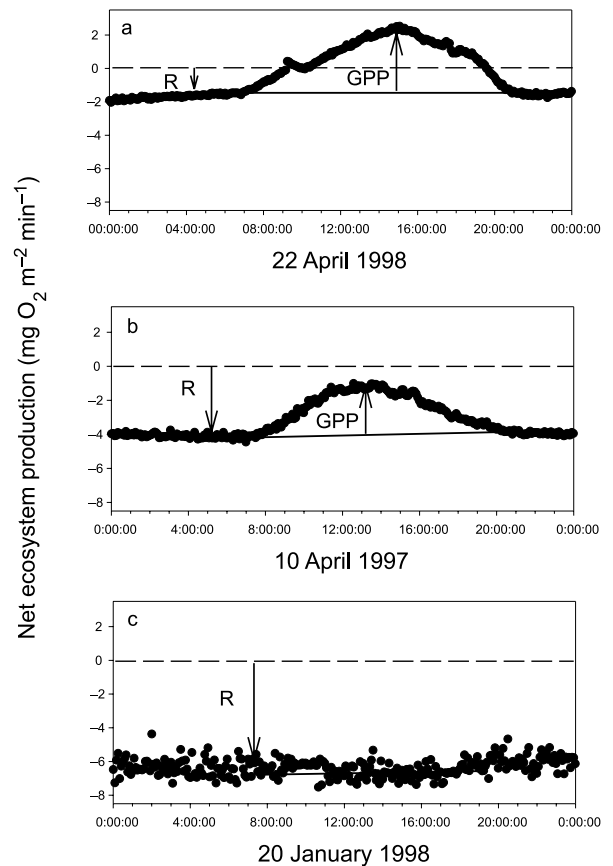 Net ecosystem production (mg O₂ m⁻² min⁻¹)
a
2
0
–2
–4
–6
–8
R
GPP
00:00:00 04:00:00 08:00:00 12:00:00 16:00:00 20:00:00 00:00:00
22 April 1998
b
2
0
–2
–4
–6
–8
R
GPP
0:00:00 4:00:00 8:00:00 12:00:00 16:00:00 20:00:00 0:00:00
10 April 1997
c
2
0
–2
–4
–6
–8
R
0:00:00 4:00:00 8:00:00 12:00:00 16:00:00 20:00:00 0:00:00
20 January 1998